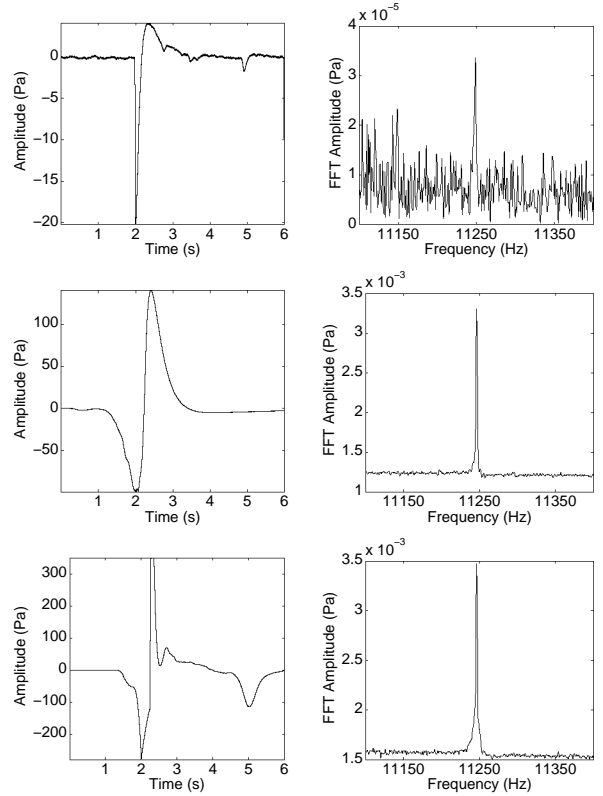 0
−5
−10
−15
−20
1 2 3 4 5 6
Amplitude (Pa)
Time (s)
x 10−5
4
3
2
1
0
11150 11250 11350
FFT Amplitude (Pa)
Frequency (Hz)
100
50
0
−50
1 2 3 4 5 6
Amplitude (Pa)
Time (s)
x 10−3
3.5
3
2.5
2
1.5
1
11150 11250 11350
FFT Amplitude (Pa)
Frequency (Hz)
300
200
100
0
−100
−200
1 2 3 4 5 6
Amplitude (Pa)
Time (s)
x 10−3
3.5
3
2.5
2
1.5
11150 11250 11350
FFT Amplitude (Pa)
Frequency (Hz)